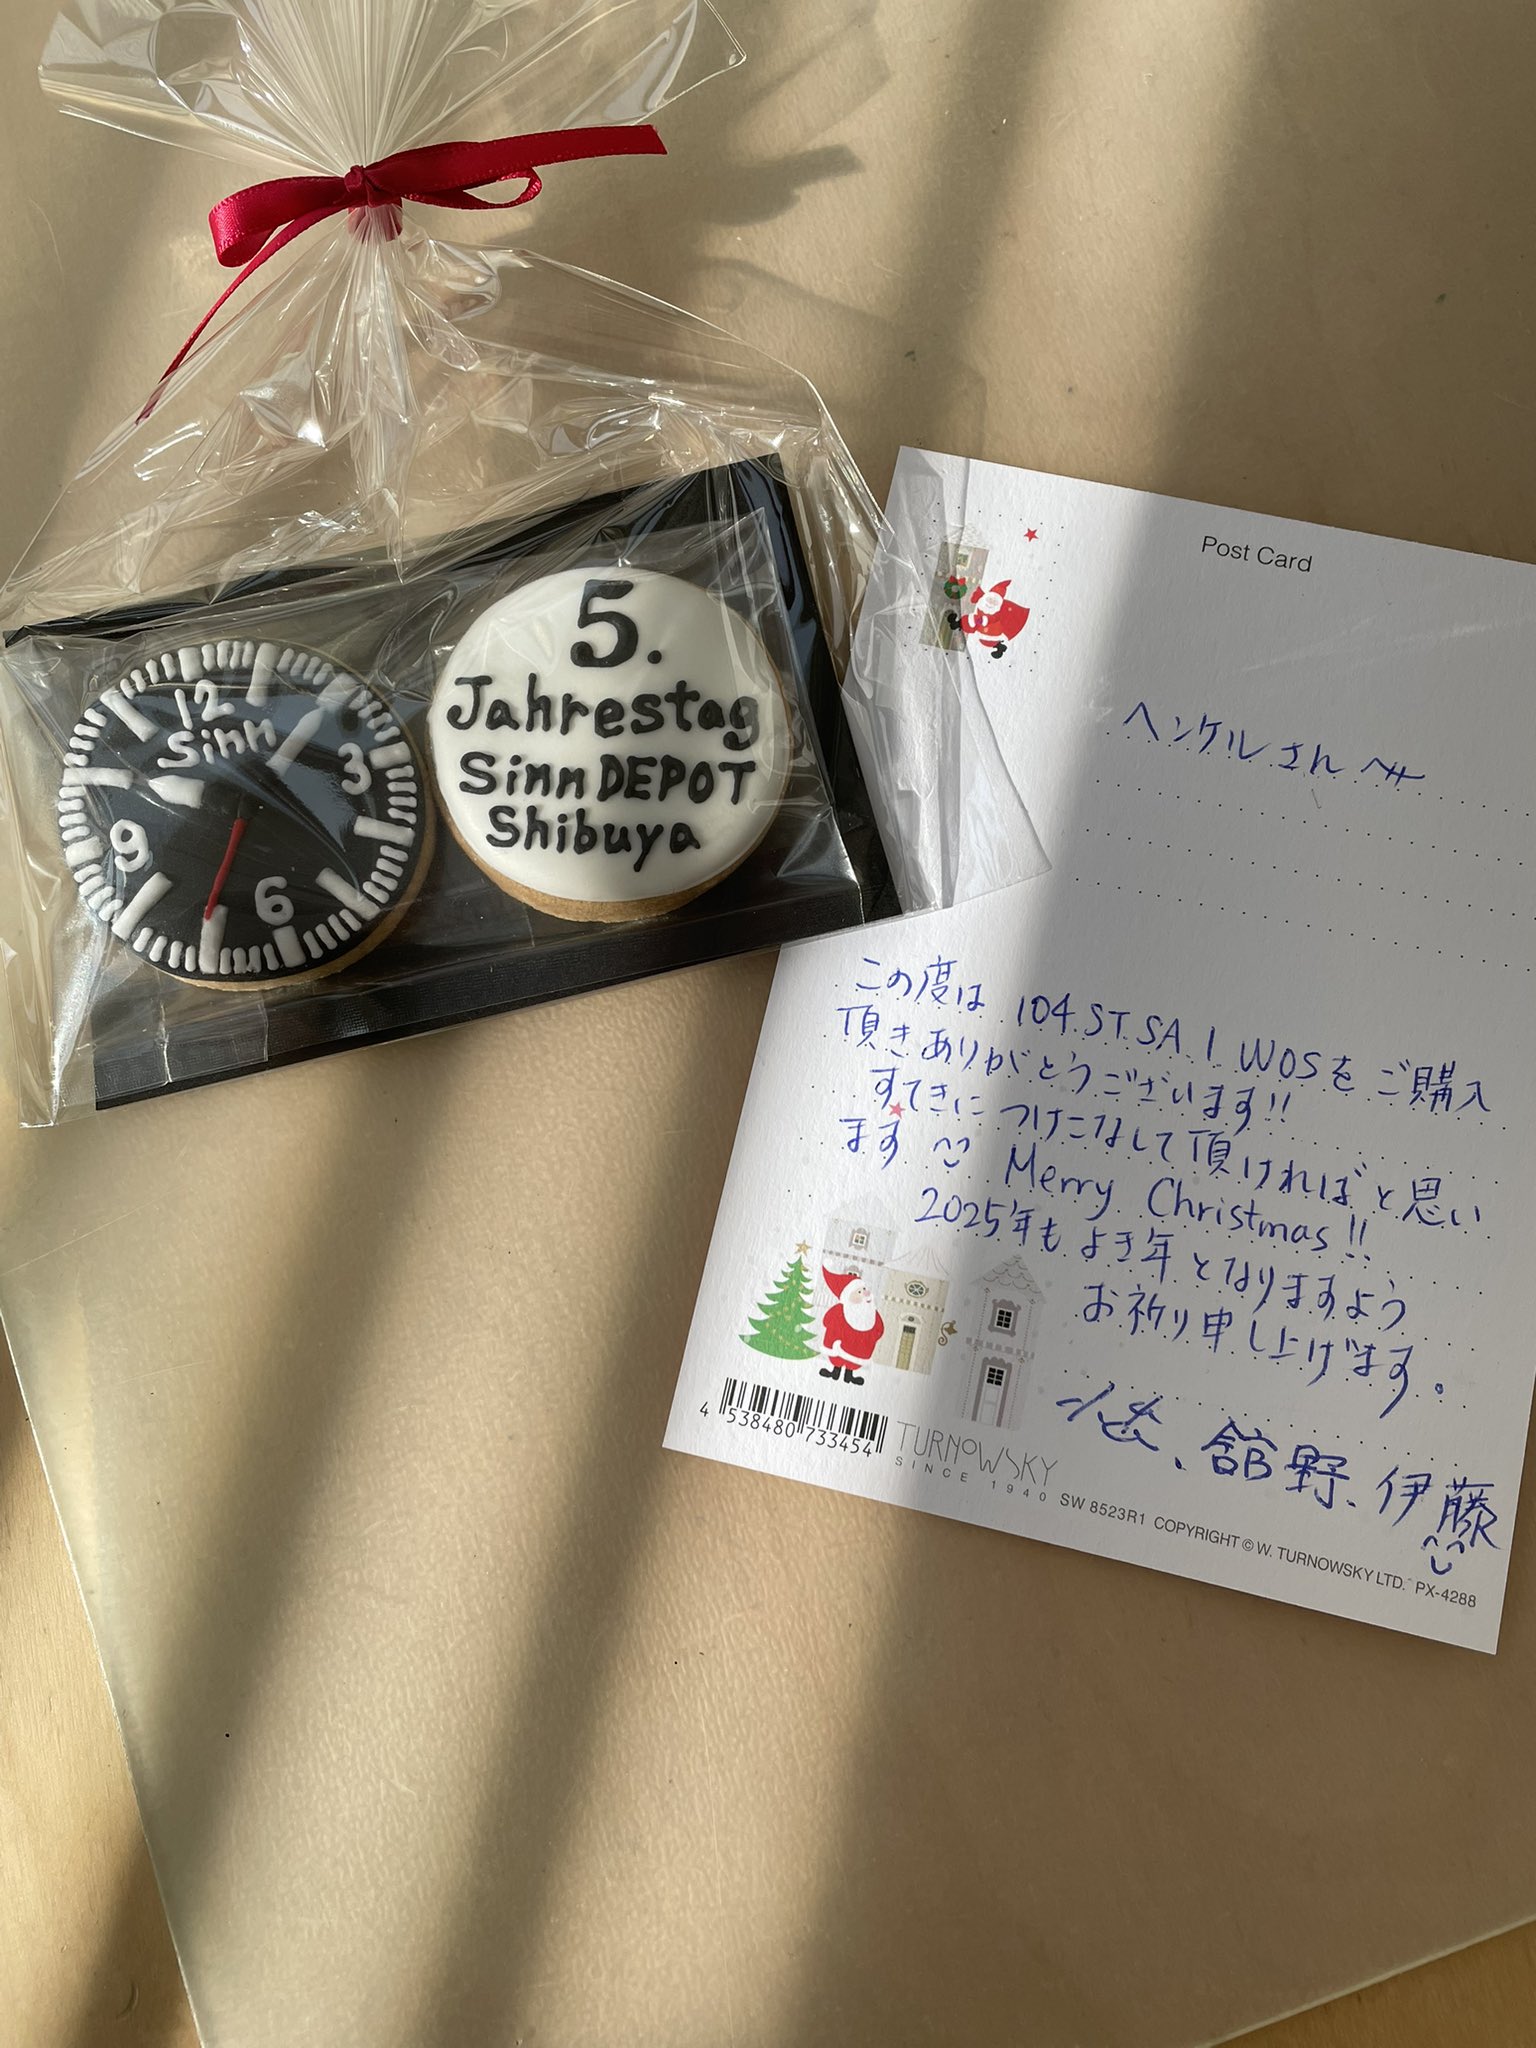 12
Sinn
3
9
6
5.
Jahrestag
Sinn DEPOT
Shibuya
Post Card
ヘンケルさんへ
この度は 104.ST.SA.I.WOSをご購入
頂きありがとうございます!!
すてきにつけこなして頂ければと思い
ます Merry Christmas!!
2025年もよき年となりますよう
お祈り申し上げます。
、舘野、伊藤
4 538480 733454
TURNOWSKY
SINCE 1940
SW 8523R1 COPYRIGHT © W. TURNOWSKY LTD. PX-4288